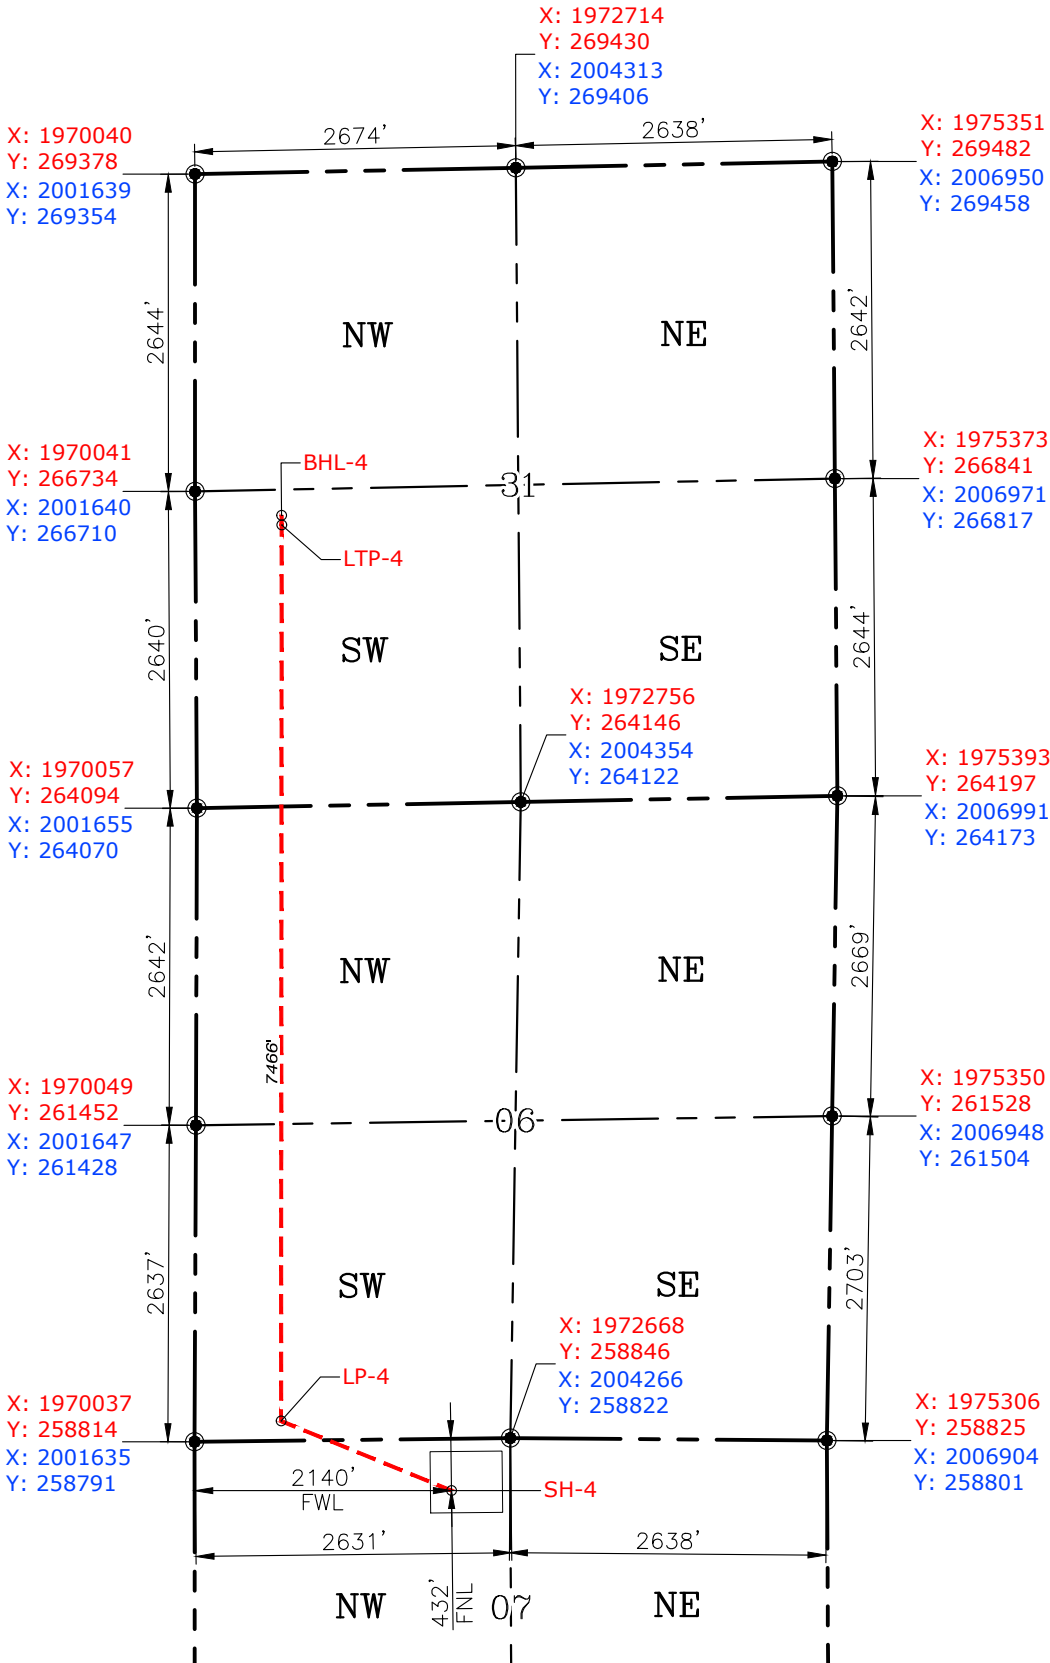 X: 1972714
Y: 269430
X: 2004313
Y: 269406
X: 1970040
Y: 269378
X: 2001639
Y: 269354
2674'
2638'
X: 1975351
Y: 269482
X: 2006950
Y: 269458
2644'
NW
NE
2642'
X: 1970041
Y: 266734
X: 2001640
Y: 266710
BHL-4
31
X: 1975373
Y: 266841
X: 2006971
Y: 266817
LTP-4
2640'
SW
SE
2644'
X: 1972756
Y: 264146
X: 2004354
Y: 264122
X: 1970057
Y: 264094
X: 2001655
Y: 264070
X: 1975393
Y: 264197
X: 2006991
Y: 264173
2642'
NW
NE
2669'
7466'
X: 1970049
Y: 261452
X: 2001647
Y: 261428
06
X: 1975350
Y: 261528
X: 2006948
Y: 261504
2637'
SW
SE
2703'
X: 1972668
Y: 258846
X: 2004266
Y: 258822
LP-4
X: 1970037
Y: 258814
X: 2001635
Y: 258791
X: 1975306
Y: 258825
X: 2006904
Y: 258801
2140'
FWL
SH-4
2631'
2638'
432'
FNL
NW
07
NE